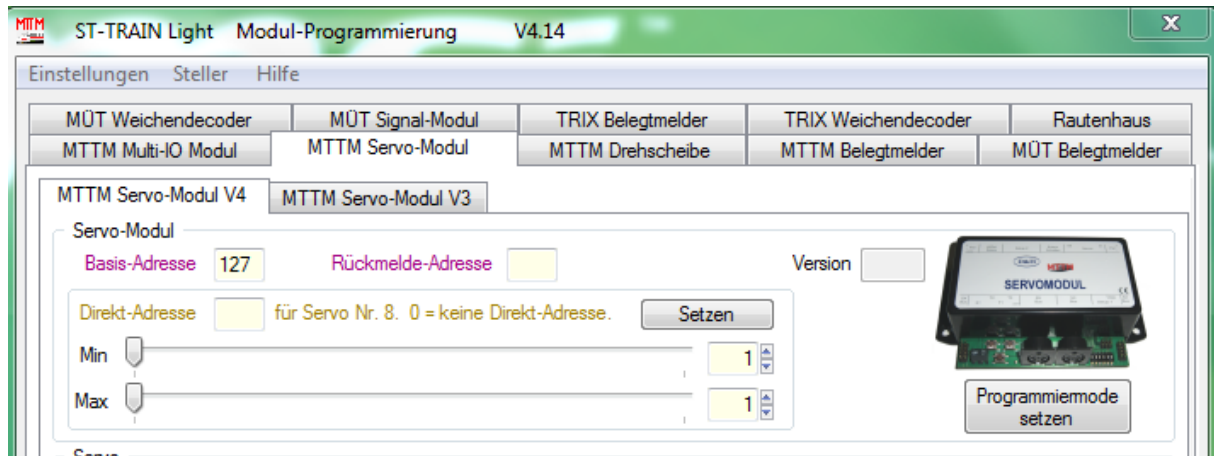 MTTM ST-TRAIN Light Modul-Programmierung V4.14 X
Einstellungen Steller Hilfe
MÜT Weichendecoder MÜT Signal-Modul TRIX Belegtmelder TRIX Weichendecoder Rautenhaus
MTTM Multi-IO Modul MTTM Servo-Modul MTTM Drehscheibe MTTM Belegtmelder MÜT Belegtmelder
MTTM Servo-Modul V4 MTTM Servo-Modul V3
Servo-Modul
Basis-Adresse 127 Rückmelde-Adresse Version
SERVOMODUL
Direkt-Adresse für Servo Nr. 8. 0 = keine Direkt-Adresse. Setzen
Min 1
Max 1
Programmiermode
setzen
Servo